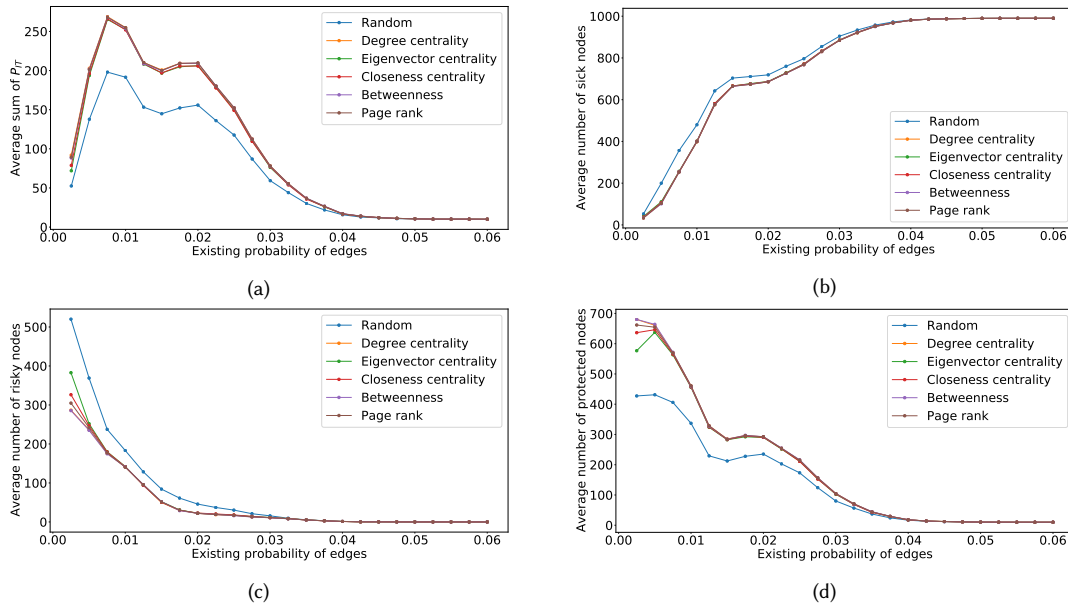 Average sum of P_IT
250
200
150
100
50
0
0.00 0.01 0.02 0.03 0.04 0.05 0.06
Existing probability of edges
Random
Degree centrality
Eigenvector centrality
Closeness centrality
Betweenness
Page rank
(a)
Average number of sick nodes
1000
800
600
400
200
0
0.00 0.01 0.02 0.03 0.04 0.05 0.06
Existing probability of edges
Random
Degree centrality
Eigenvector centrality
Closeness centrality
Betweenness
Page rank
(b)
Average number of risky nodes
500
400
300
200
100
0
0.00 0.01 0.02 0.03 0.04 0.05 0.06
Existing probability of edges
Random
Degree centrality
Eigenvector centrality
Closeness centrality
Betweenness
Page rank
(c)
Average number of protected nodes
700
600
500
400
300
200
100
0
0.00 0.01 0.02 0.03 0.04 0.05 0.06
Existing probability of edges
Random
Degree centrality
Eigenvector centrality
Closeness centrality
Betweenness
Page rank
(d)